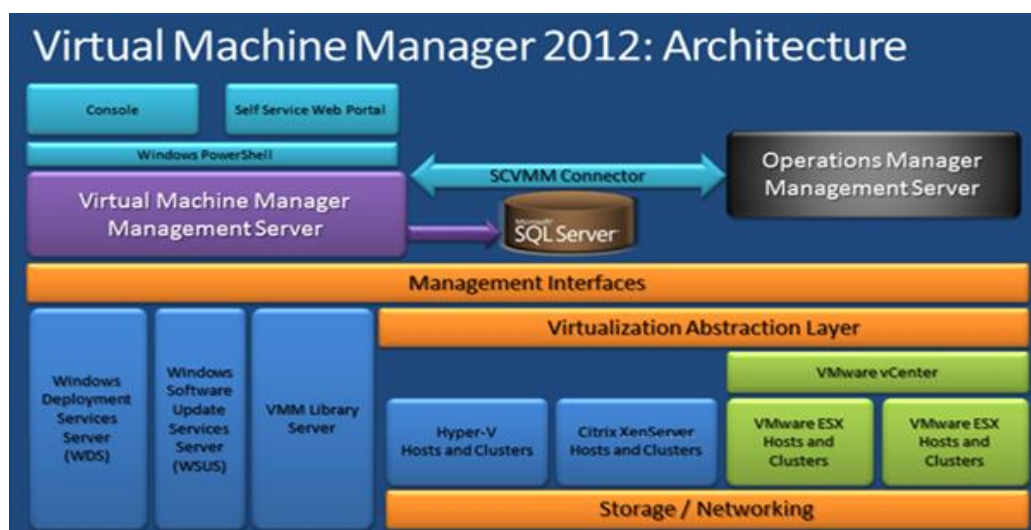 Virtual Machine Manager 2012: Architecture
Console
Self Service Web Portal
Windows PowerShell
Virtual Machine Manager
Management Server
SCVMM Connector
Microsoft
SQL Server
Operations Manager
Management Server
Management Interfaces
Windows
Deployment
Services
Server
(WDS)
Windows
Software
Update
Services
Server
(WSUS)
VMM Library
Server
Virtualization Abstraction Layer
Hyper-V
Hosts and Clusters
Citrix XenServer
Hosts and Clusters
VMware vCenter
VMware ESX
Hosts and
Clusters
VMware ESX
Hosts and
Clusters
Storage / Networking